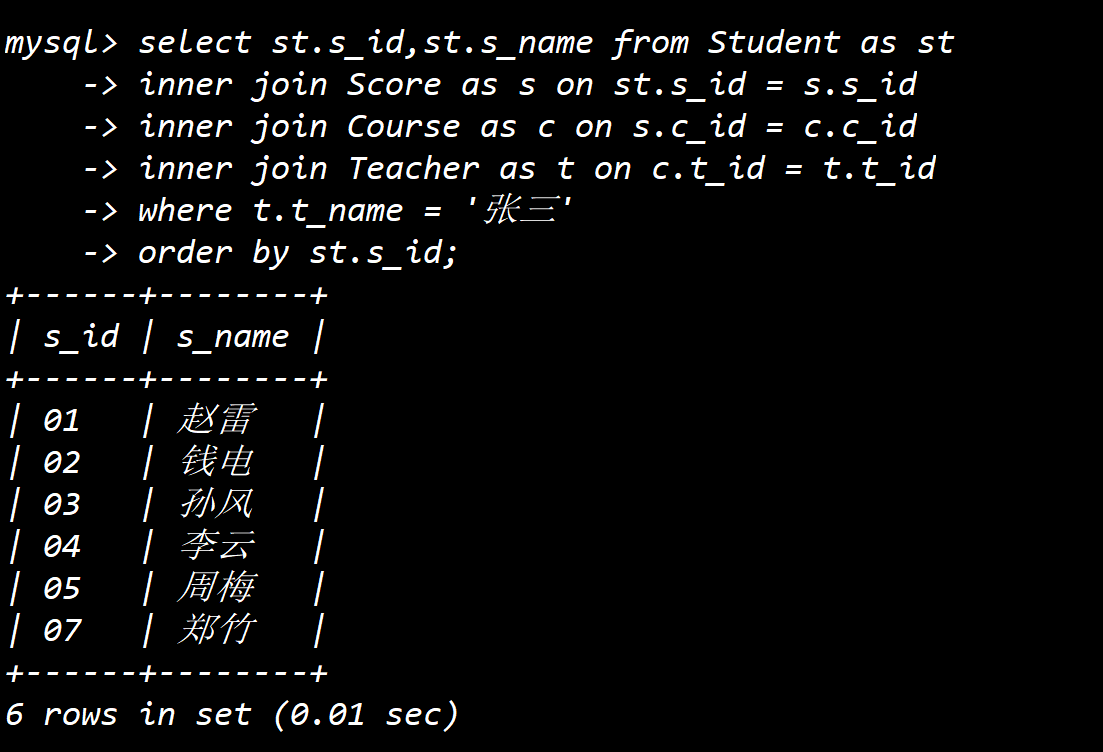 mysql> select st.s_id,st.s_name from Student as st
    -> inner join Score as s on st.s_id = s.s_id
    -> inner join Course as c on s.c_id = c.c_id
    -> inner join Teacher as t on c.t_id = t.t_id
    -> where t.t_name = '张三'
    -> order by st.s_id;
+------+--------+
| s_id | s_name |
+------+--------+
| 01   | 赵雷   |
| 02   | 钱电   |
| 03   | 孙风   |
| 04   | 李云   |
| 05   | 周梅   |
| 07   | 郑竹   |
+------+--------+
6 rows in set (0.01 sec)